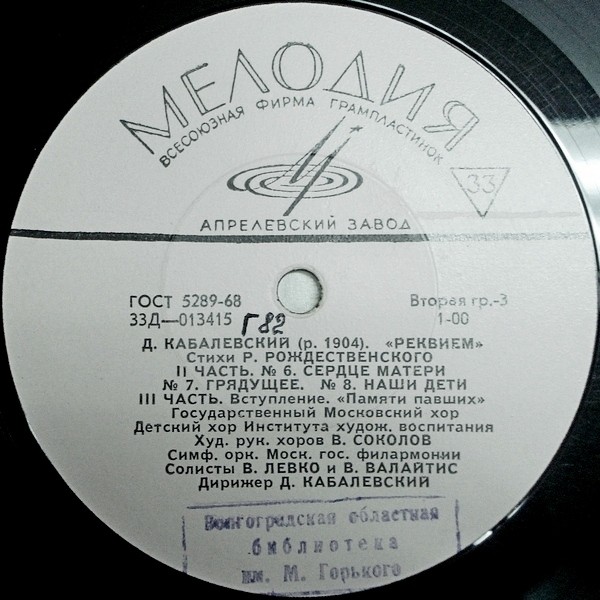 МЕЛОДИЯ
ВСЕСОЮЗНАЯ ФИРМА ГРАМПЛАСТИНОК
33
АПРЕЛЕВСКИЙ ЗАВОД
ГОСТ 5289-68 Вторая гр.-3
33Д—013415 Г82 1-00
Д. КАБАЛЕВСКИЙ (р. 1904). «РЕКВИЕМ»
Стихи Р. РОЖДЕСТВЕНСКОГО
II ЧАСТЬ. № 6. СЕРДЦЕ МАТЕРИ
№ 7. ГРЯДУЩЕЕ. № 8. НАШИ ДЕТИ
III ЧАСТЬ. Вступление. «Памяти павших»
Государственный Московский хор
Детский хор Института худож. воспитания
Худ. рук. хоров В. СОКОЛОВ
Симф. орк. Моск. гос. филармонии
Солисты В. ЛЕВКО и В. ВАЛАЙТИС
Дирижер Д. КАБАЛЕВСКИЙ
Волгоградская областная
библиотека
им. М. Горького